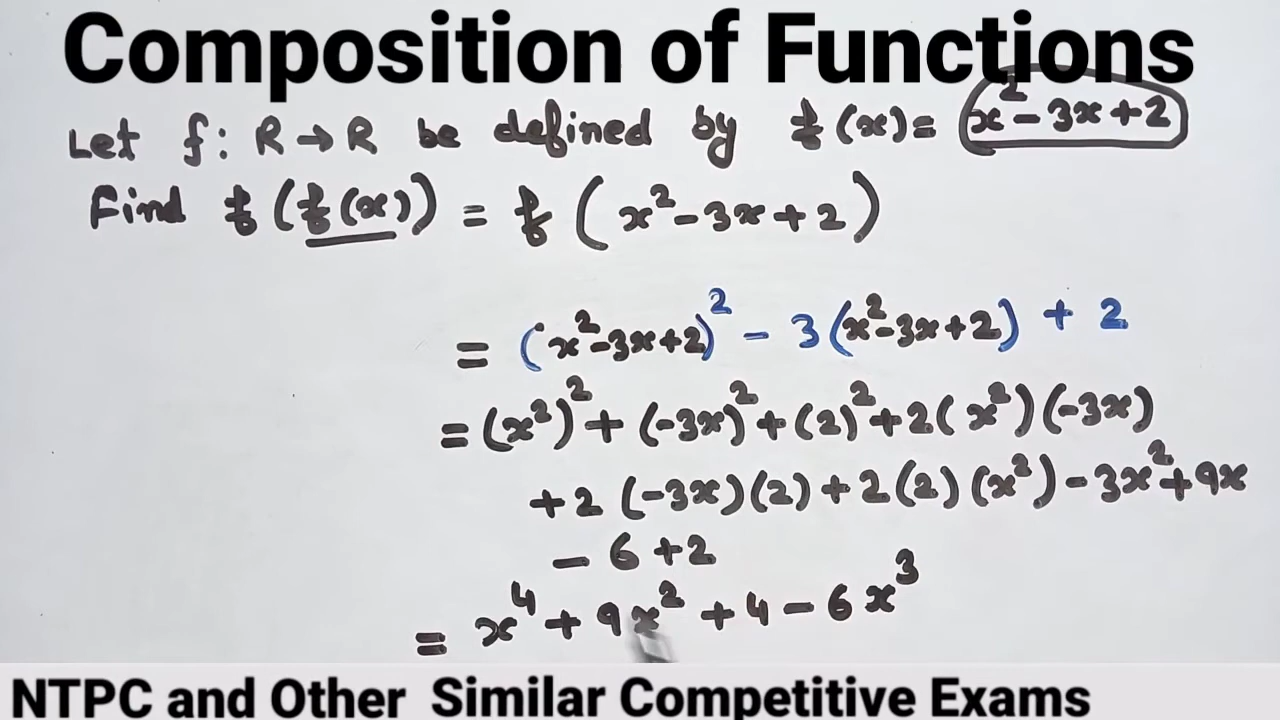 Composition of Functions
Let f: R → R be defined by f(x) = x² - 3x + 2
Find f(f(x)) = f(x² - 3x + 2)
= (x² - 3x + 2)² - 3(x² - 3x + 2) + 2
= (x²)² + (-3x)² + (2)² + 2(x²)(-3x)
+ 2(-3x)(2) + 2(2)(x²) - 3x² + 9x
- 6 + 2
= x⁴ + 9x² + 4 - 6x³
NTPC and Other Similar Competitive Exams